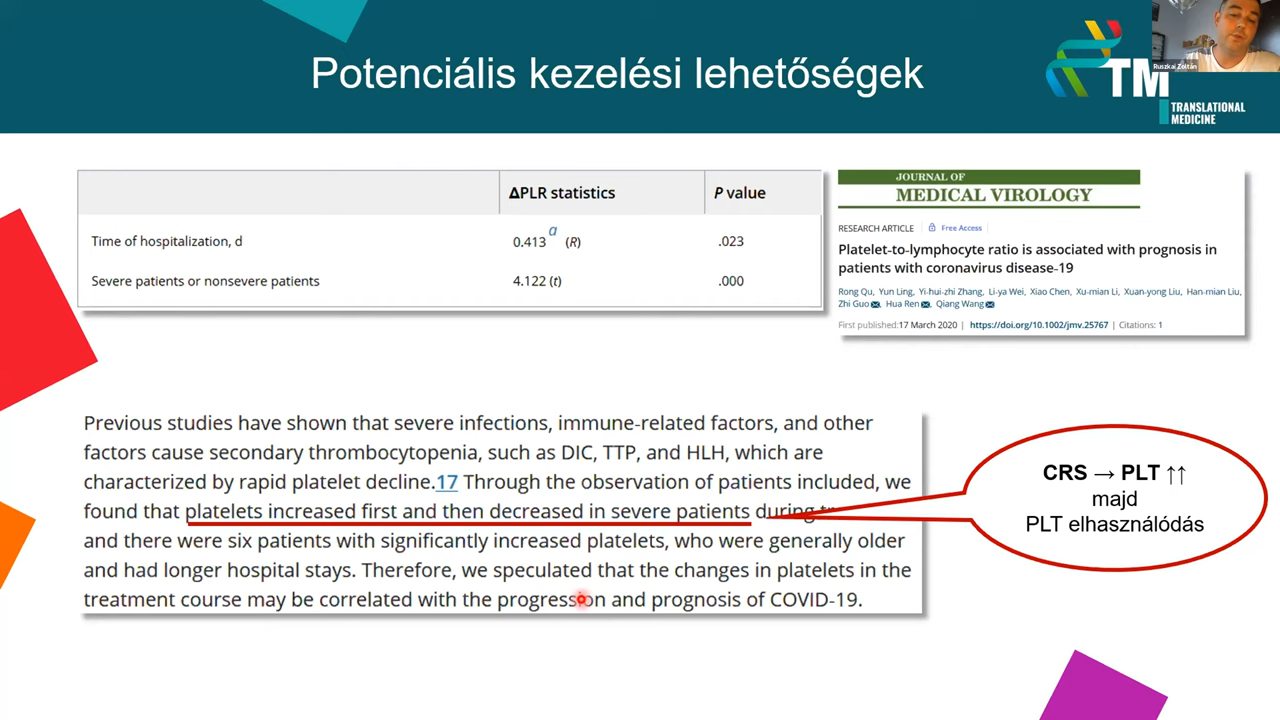 Potenciális kezelési lehetőségek
Ruszkai Zoltán
TM
TRANSLATIONAL
MEDICINE
ΔPLR statistics P value
Time of hospitalization, d 0.413 a (R) .023
Severe patients or nonsevere patients 4.122 (t) .000
JOURNAL OF
MEDICAL VIROLOGY
RESEARCH ARTICLE Free Access
Platelet-to-lymphocyte ratio is associated with prognosis in
patients with coronavirus disease-19
Rong Qu, Yun Ling, Yi-hui-zhi Zhang, Li-ya Wei, Xiao Chen, Xu-mian Li, Xuan-yong Liu, Han-mian Liu,
Zhi Guo, Hua Ren, Qiang Wang
First published:17 March 2020 | https://doi.org/10.1002/jmv.25767 | Citations: 1
Previous studies have shown that severe infections, immune-related factors, and other
factors cause secondary thrombocytopenia, such as DIC, TTP, and HLH, which are
characterized by rapid platelet decline.17 Through the observation of patients included, we
found that platelets increased first and then decreased in severe patients during
and there were six patients with significantly increased platelets, who were generally older
and had longer hospital stays. Therefore, we speculated that the changes in platelets in the
treatment course may be correlated with the progression and prognosis of COVID-19.
CRS → PLT ↑↑
majd
PLT elhasználódás